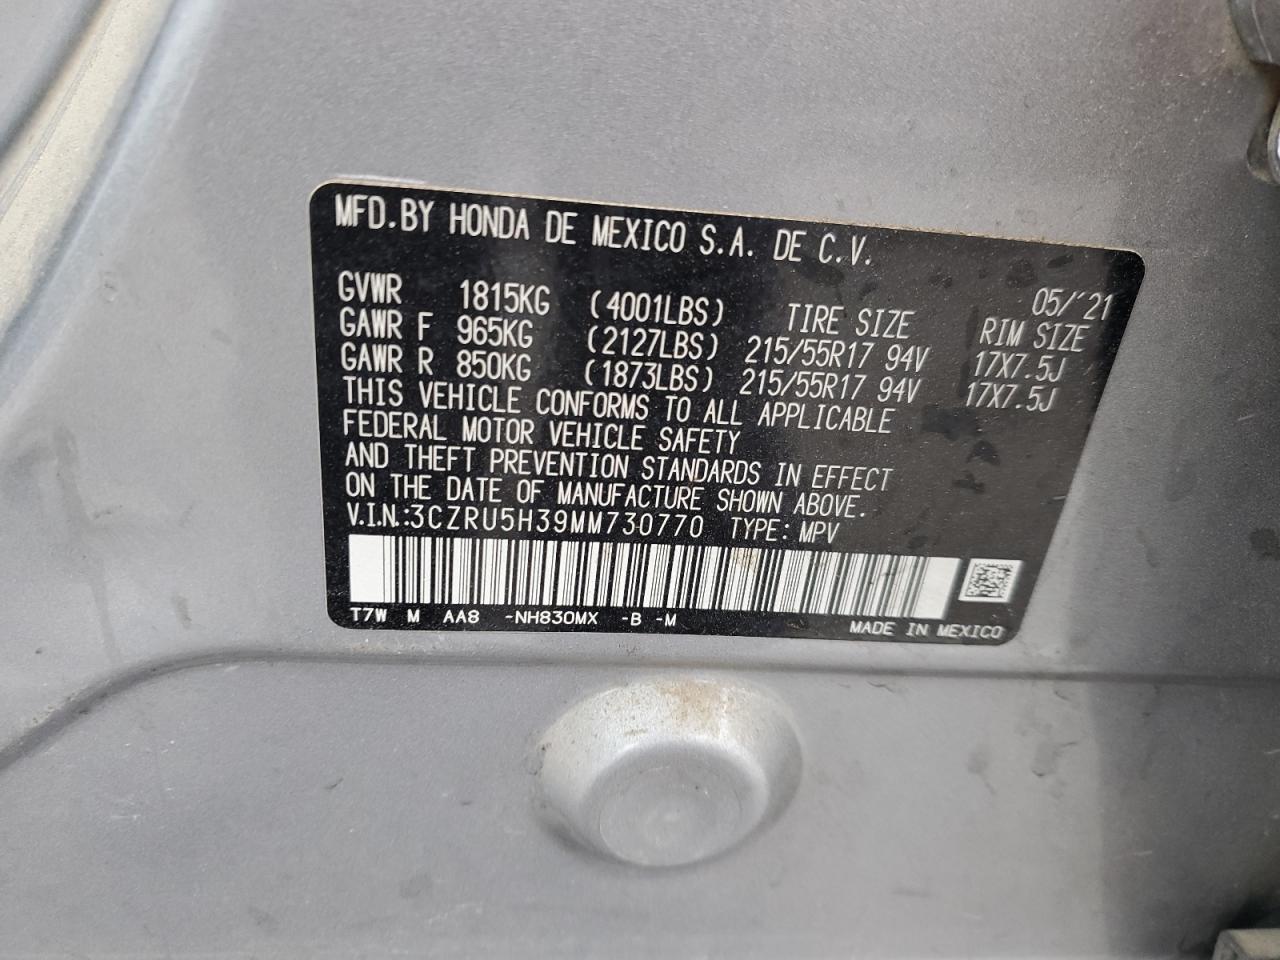 MFD.BY HONDA DE MEXICO S.A. DE C.V.
05/'21
GVWR 1815KG (4001LBS) TIRE SIZE RIM SIZE
GAWR F 965KG (2127LBS) 215/55R17 94V 17X7.5J
GAWR R 850KG (1873LBS) 215/55R17 94V 17X7.5J
THIS VEHICLE CONFORMS TO ALL APPLICABLE
FEDERAL MOTOR VEHICLE SAFETY
AND THEFT PREVENTION STANDARDS IN EFFECT
ON THE DATE OF MANUFACTURE SHOWN ABOVE.
V.I.N.:3CZRU5H39MM730770 TYPE: MPV
T7W M AA8 -NH830MX -B -M
MADE IN MEXICO